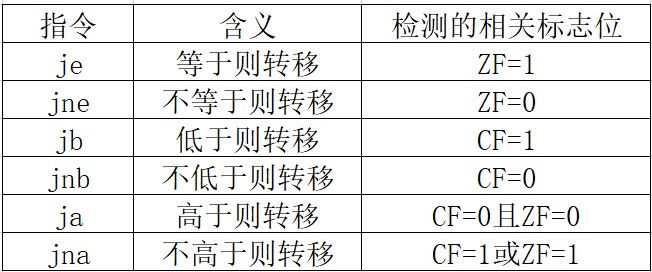 指令 含义 检测的相关标志位
je 等于则转移 ZF=1
jne 不等于则转移 ZF=0
jb 低于则转移 CF=1
jnb 不低于则转移 CF=0
ja 高于则转移 CF=0且ZF=0
jna 不高于则转移 CF=1或ZF=1